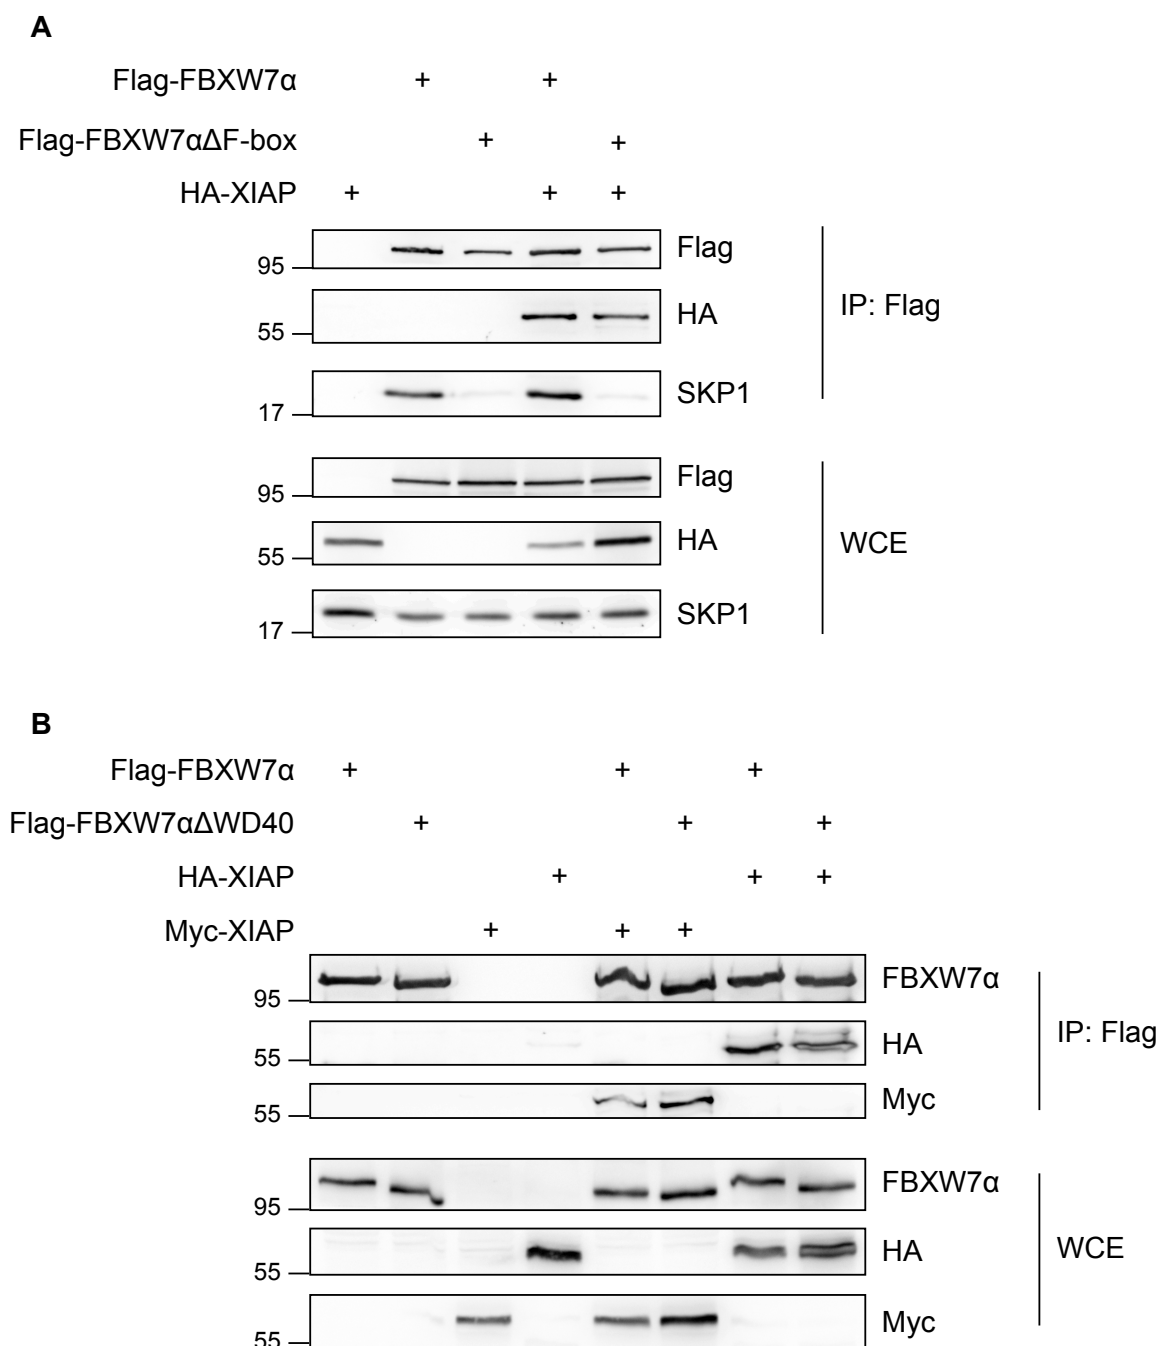 A
Flag-FBXW7α + +
Flag-FBXW7αΔF-box + +
HA-XIAP + + +
95 Flag
55 HA
IP: Flag
17 SKP1
95 Flag
55 HA
WCE
17 SKP1
B
Flag-FBXW7α + + +
Flag-FBXW7αΔWD40 + + +
HA-XIAP + + +
Myc-XIAP + + +
95 FBXW7α
55 HA
IP: Flag
55 Myc
95 FBXW7α
55 HA
WCE
55 Myc